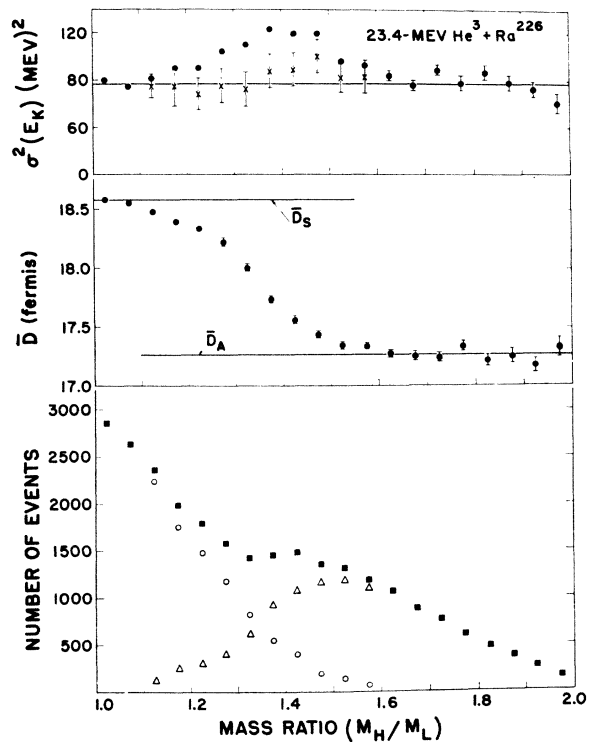 23.4-MEV He³ + Ra²²⁶
σ²(E_K) (MEV)²
120
80
60
0
D̄ (fermis)
18.5
18.0
17.5
17.0
D̄_S
D̄_A
NUMBER OF EVENTS
3000
2500
2000
1500
1000
500
1.0 1.2 1.4 1.6 1.8 2.0
MASS RATIO (M_H/M_L)